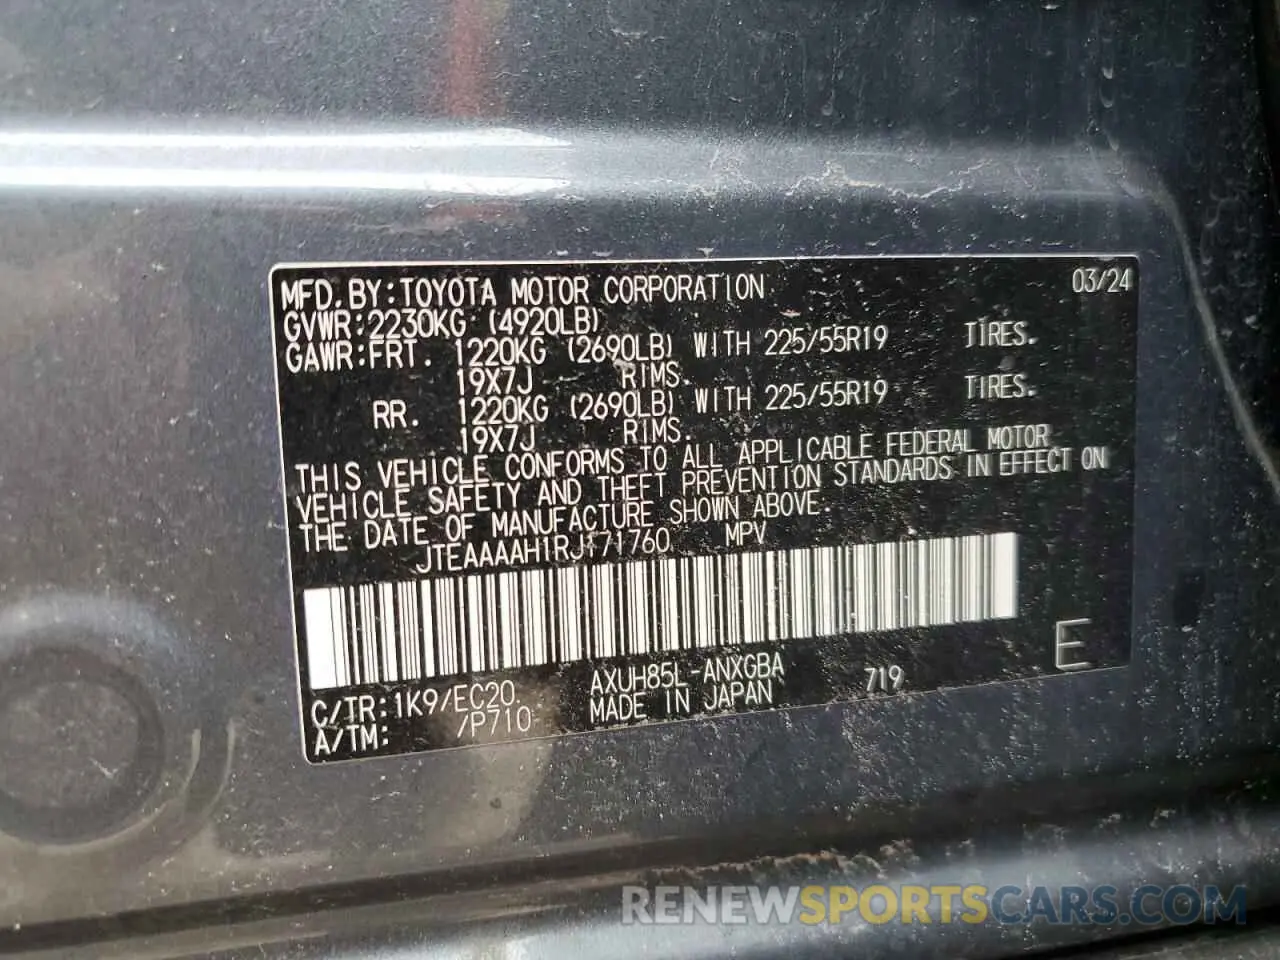 MFD. BY: TOYOTA MOTOR CORPORATION 03/24
GVWR: 2230KG (4920LB)
GAWR: FRT. 1220KG (2690LB) WITH 225/55R19 TIRES.
19X7J RIMS.
RR. 1220KG (2690LB) WITH 225/55R19 TIRES.
19X7J RIMS.
THIS VEHICLE CONFORMS TO ALL APPLICABLE FEDERAL MOTOR
VEHICLE SAFETY AND THEFT PREVENTION STANDARDS IN EFFECT ON
THE DATE OF MANUFACTURE SHOWN ABOVE.
JTEAAAAH1RJ171760 MPV
C/TR: 1K9/EC20 AXUH85L-ANXGBA 719 E
A/TM: /P710 MADE IN JAPAN
RENEWSPORTSCARS.COM